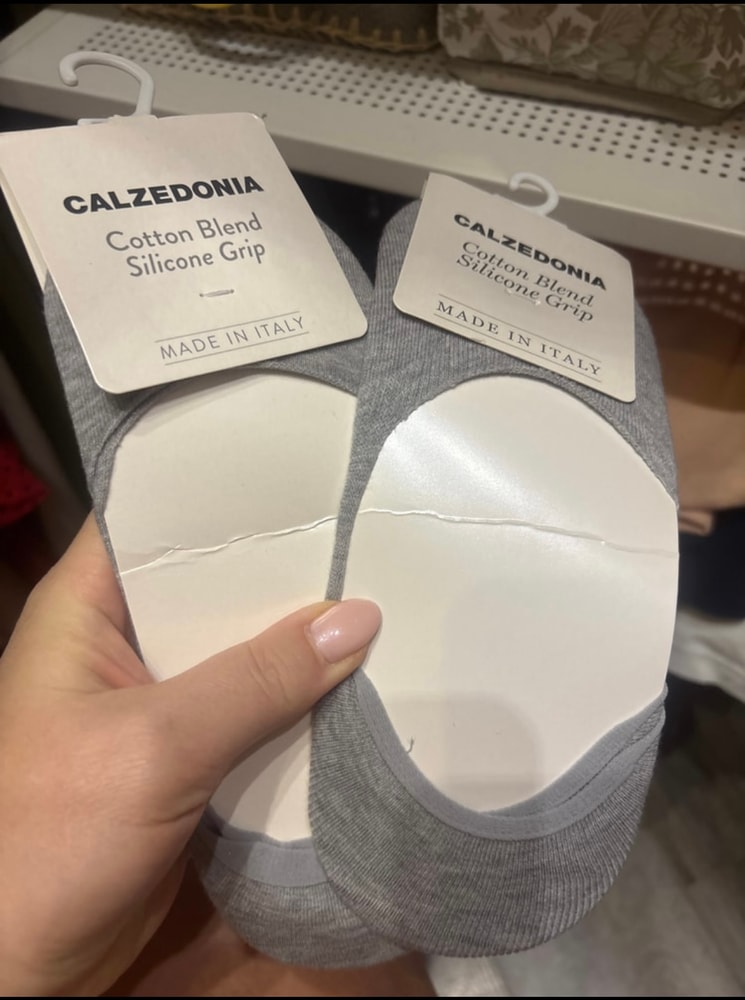 CALZEDONIA
Cotton Blend
Silicone Grip
MADE IN ITALY
CALZEDONIA
Cotton Blend
Silicone Grip
MADE IN ITALY